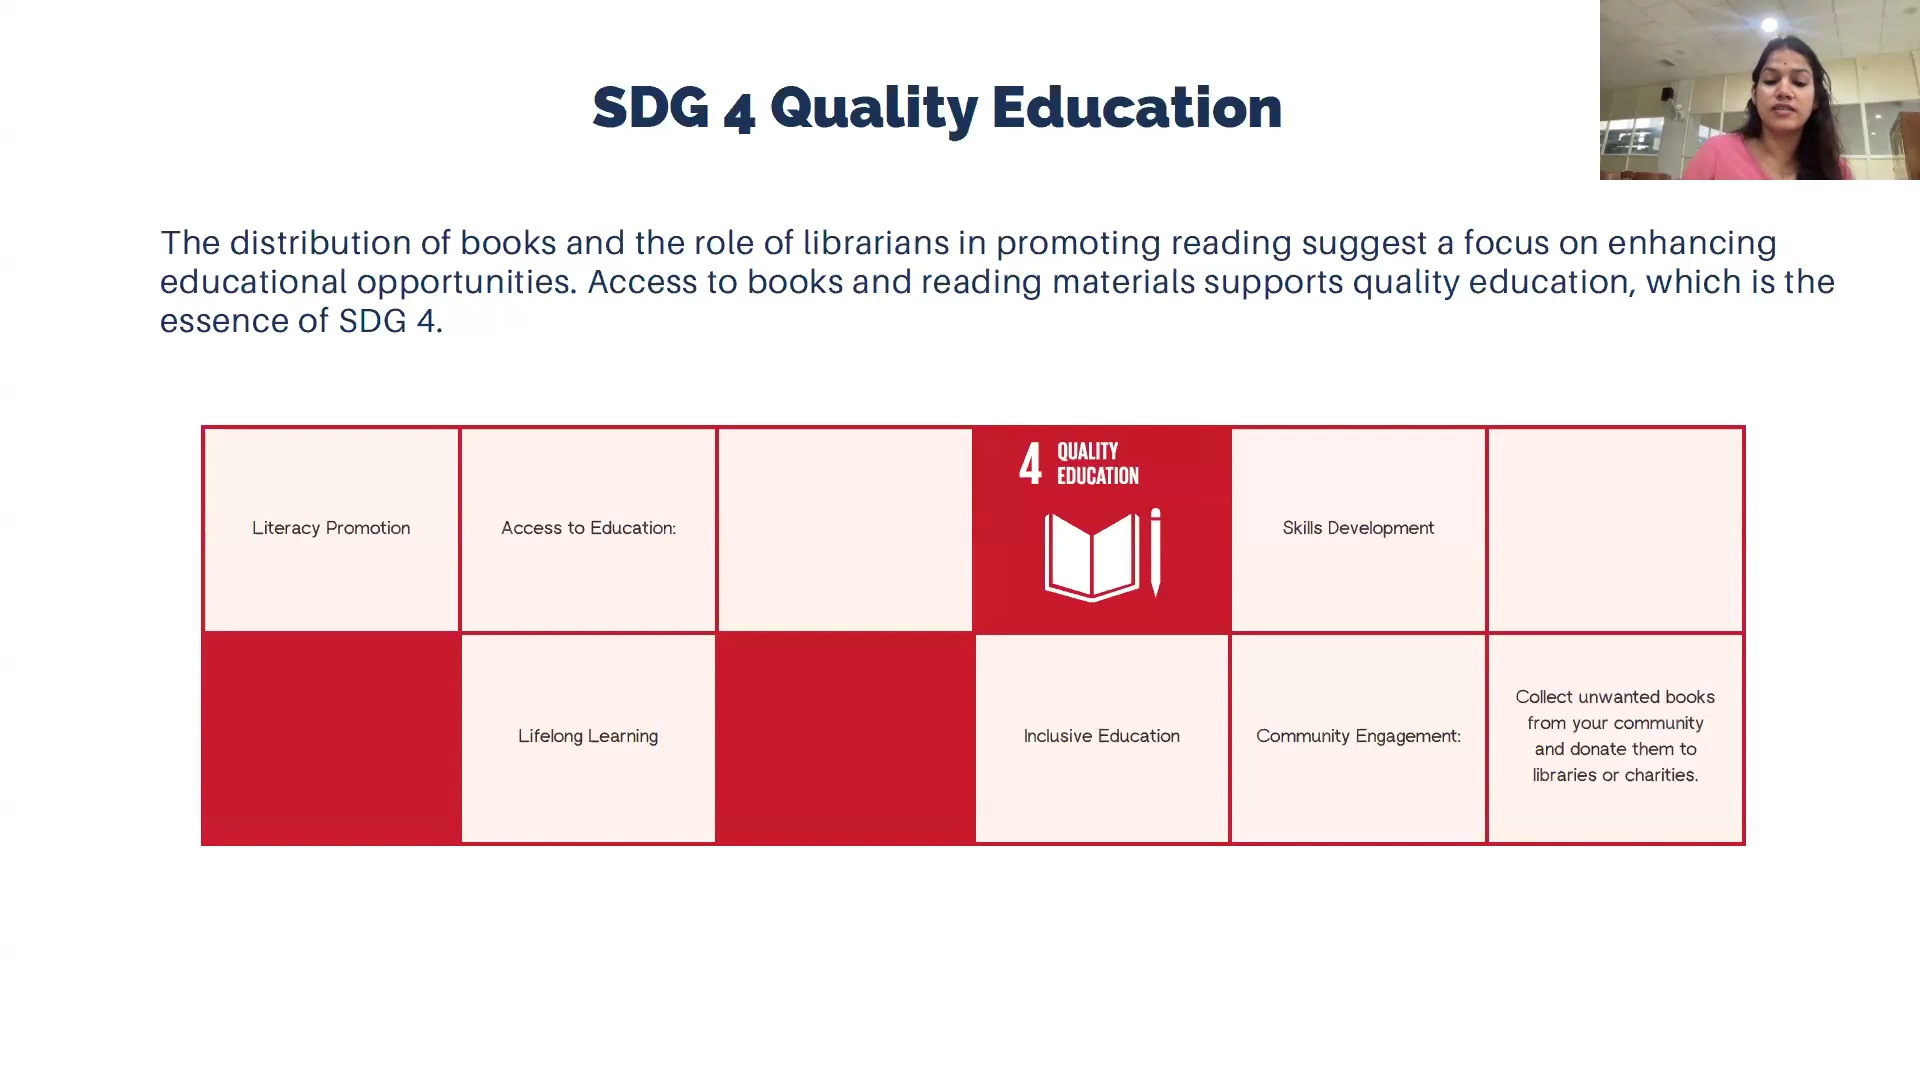 SDG 4 Quality Education
The distribution of books and the role of librarians in promoting reading suggest a focus on enhancing
educational opportunities. Access to books and reading materials supports quality education, which is the
essence of SDG 4.
Literacy Promotion
Access to Education:
4 QUALITY
EDUCATION
Skills Development
Lifelong Learning
Inclusive Education
Community Engagement:
Collect unwanted books
from your community
and donate them to
libraries or charities.